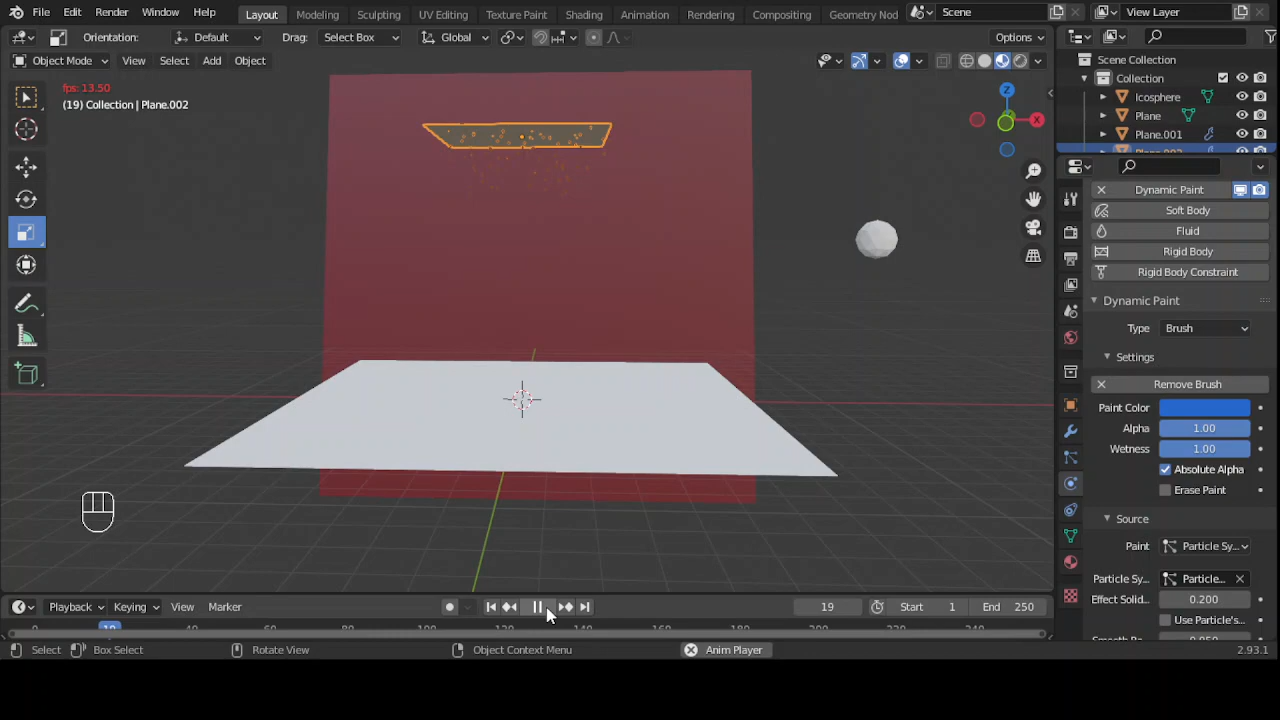 File Edit Render Window Help Layout Modeling Sculpting UV Editing Texture Paint Shading Animation Rendering Compositing Geometry Nod Scene View Layer
Orientation: Default Drag: Select Box Global Options
Object Mode View Select Add Object
fps: 13.50
(19) Collection | Plane.002
Z
X
Scene Collection
Collection
Icosphere
Plane
Plane.001
Dynamic Paint
Soft Body
Fluid
Rigid Body
Rigid Body Constraint
Dynamic Paint
Type Brush
Settings
Remove Brush
Paint Color
Alpha 1.00
Wetness 1.00
Absolute Alpha
Erase Paint
Source
Paint Particle Sy...
Particle Sy... Particle...
Effect Solid... 0.200
Use Particle's...
Playback Keying View Marker 19 Start 1 End 250
Select Box Select Rotate View Object Context Menu Anim Player 2.93.1